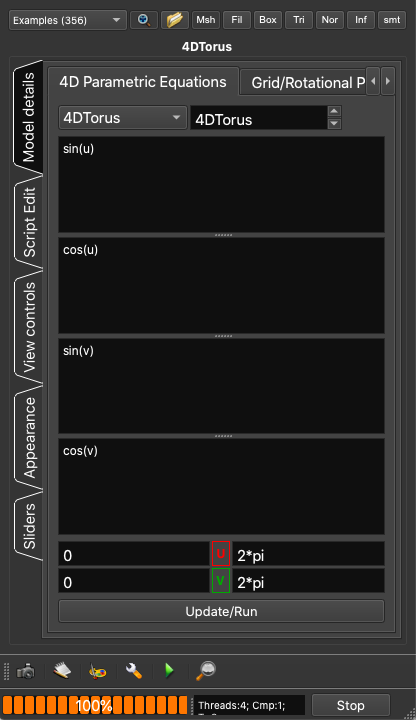 Examples (356) Msh Fil Box Tri Nor Inf smt
4DTorus
Model details
Script Edit
View controls
Appearance
Sliders
4D Parametric Equations Grid/Rotational P
4DTorus 4DTorus
sin(u)
cos(u)
sin(v)
cos(v)
0 U 2*pi
0 V 2*pi
Update/Run
100% Threads:4; Cmp:1; Stop